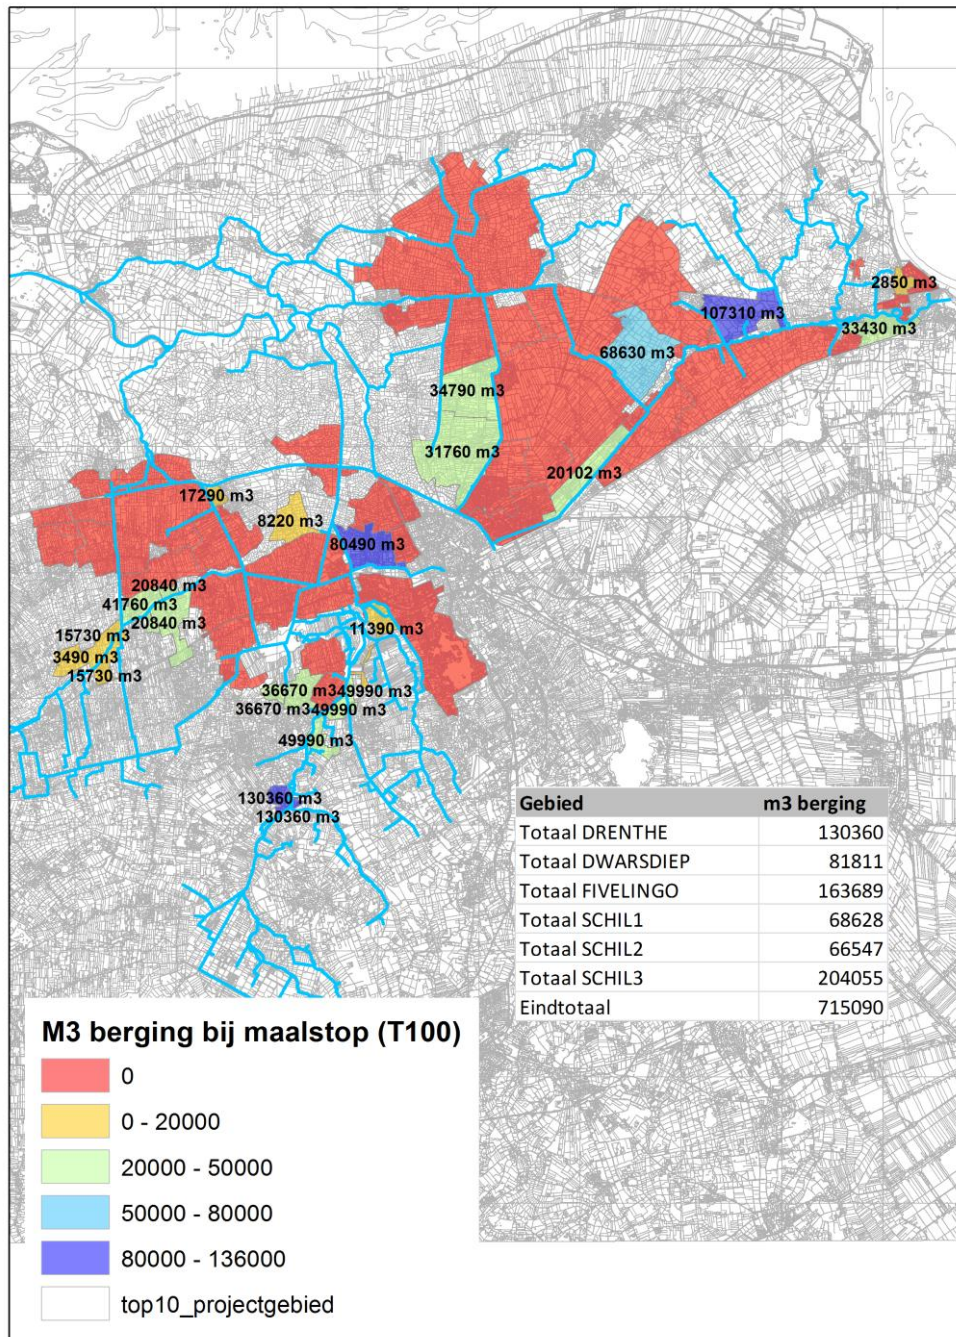 2850 m3
107310 m3
33430 m3
68630 m3
34790 m3
31760 m3
20102 m3
17290 m3
8220 m3
80490 m3
20840 m3
41760 m3
20840 m3
15730 m3
11390 m3
3490 m3
15730 m3
36670 m349990 m3
36670 m349990 m3
49990 m3
130360 m3
130360 m3
Gebied m3 berging
Totaal DRENTHE 130360
Totaal DWARSDIEP 81811
Totaal FIVELINGO 163689
Totaal SCHIL1 68628
Totaal SCHIL2 66547
Totaal SCHIL3 204055
Eindtotaal 715090
M3 berging bij maalstop (T100)
0
0 - 20000
20000 - 50000
50000 - 80000
80000 - 136000
top10_projectgebied